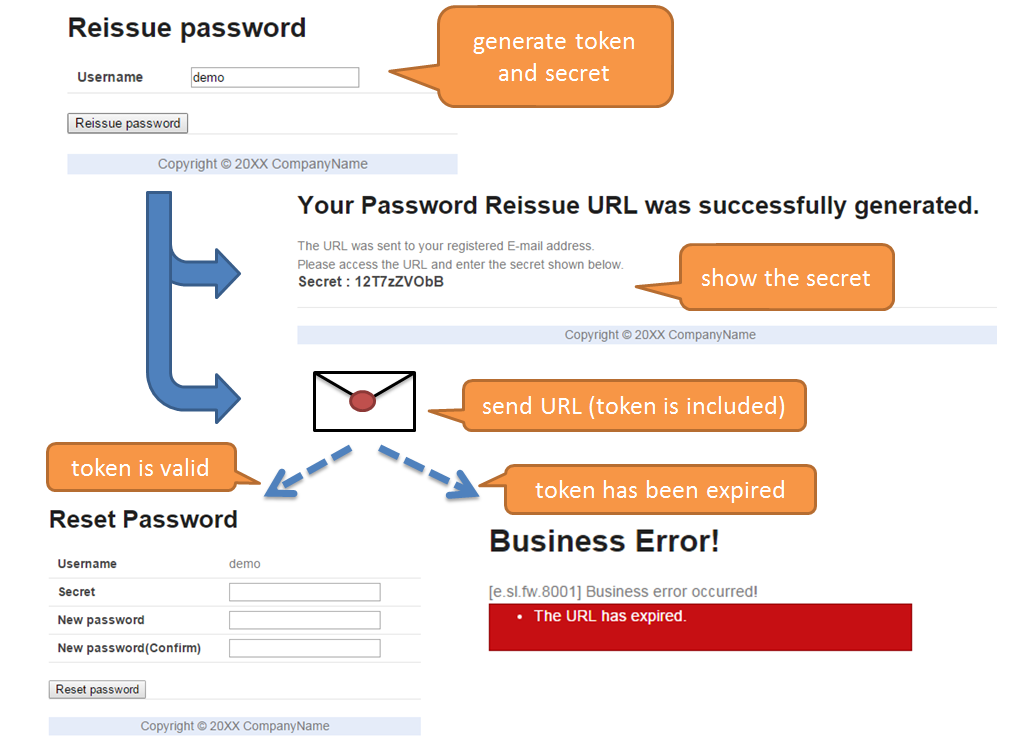 Reissue password
generate token
and secret
Username demo
Reissue password
Copyright © 20XX CompanyName
Your Password Reissue URL was successfully generated.
The URL was sent to your registered E-mail address.
Please access the URL and enter the secret shown below.
Secret : 12T7zZVObB
show the secret
Copyright © 20XX CompanyName
send URL (token is included)
token is valid
token has been expired
Reset Password
Username demo
Secret
New password
New password(Confirm)
Reset password
Copyright © 20XX CompanyName
Business Error!
[e.sl.fw.8001] Business error occurred!
• The URL has expired.